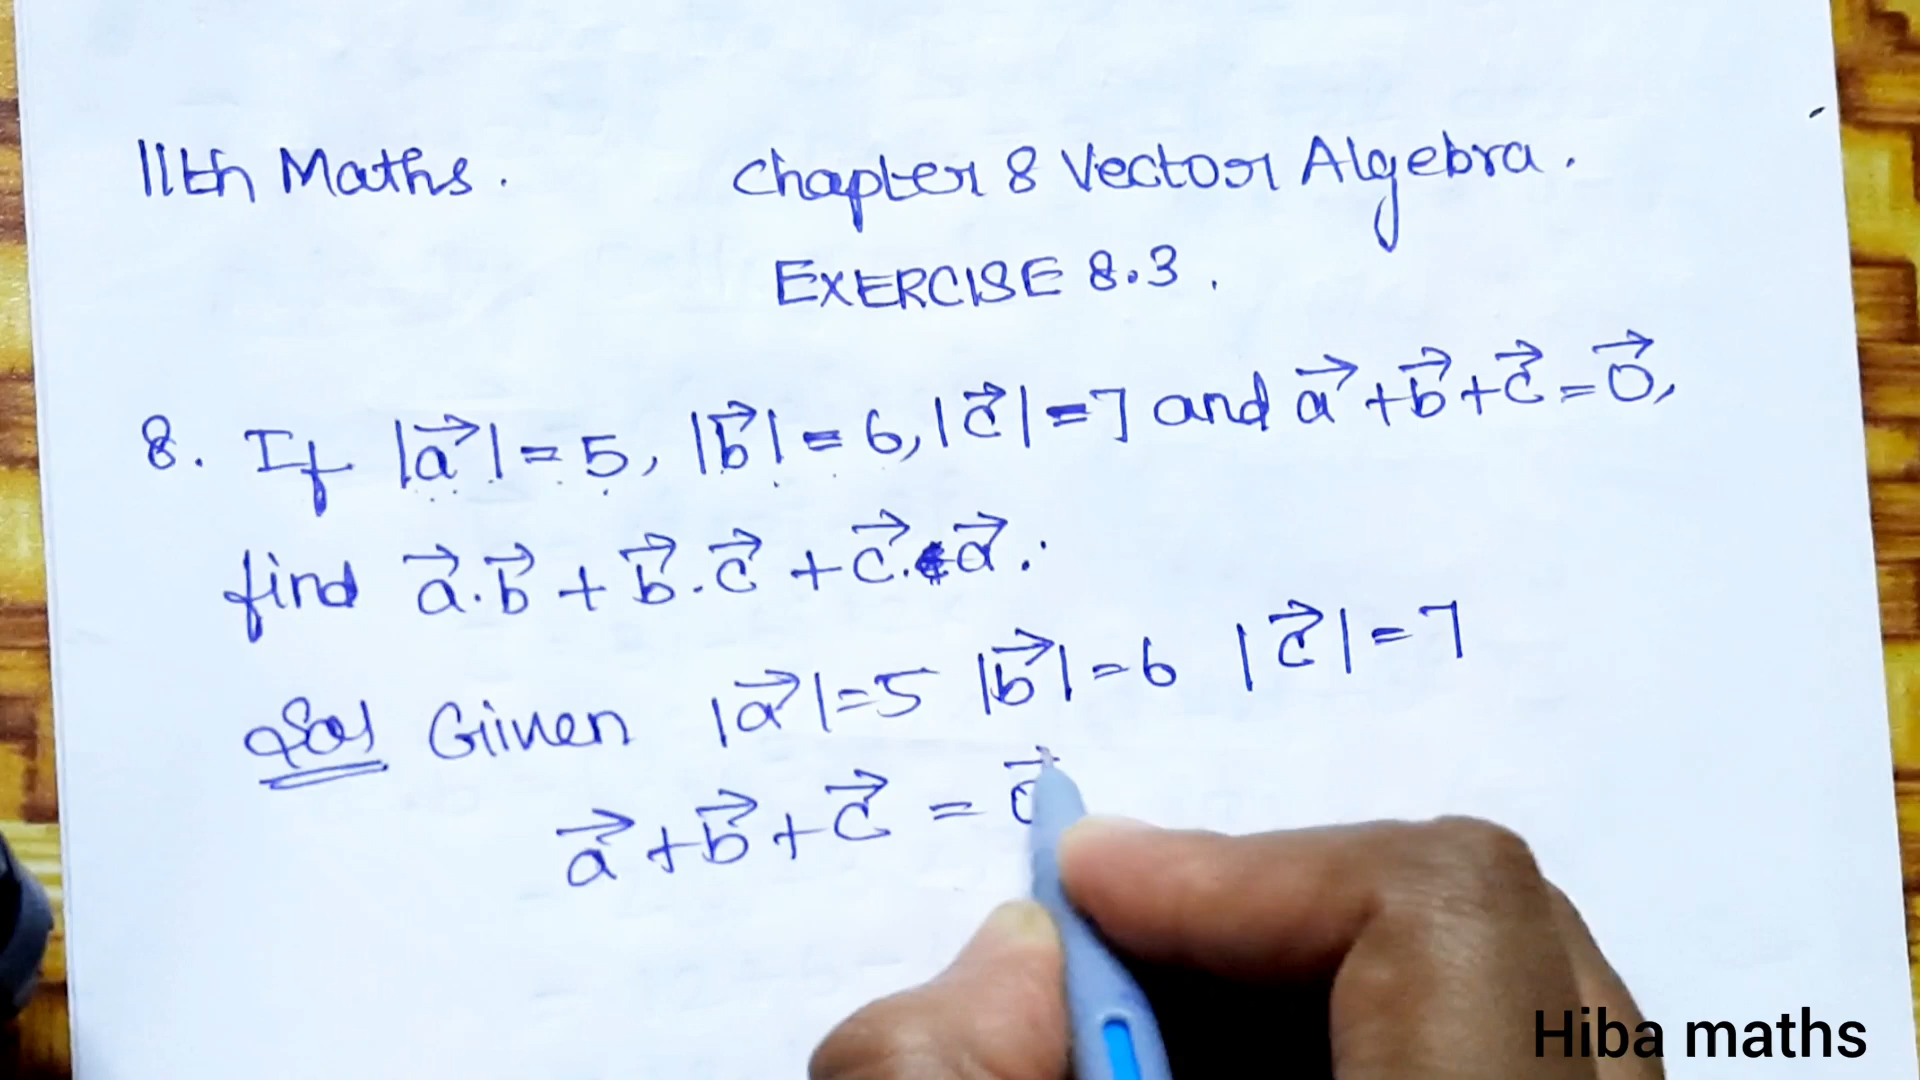 11th Maths. Chapter 8 Vector Algebra.
EXERCISE 8.3.
8. If |a⃗| = 5, |b⃗| = 6, |c⃗| = 7 and a⃗ + b⃗ + c⃗ = 0⃗,
find a⃗.b⃗ + b⃗.c⃗ + c⃗.a⃗.
Sol Given |a⃗| = 5 |b⃗| = 6 |c⃗| = 7
a⃗ + b⃗ + c⃗ =
Hiba maths